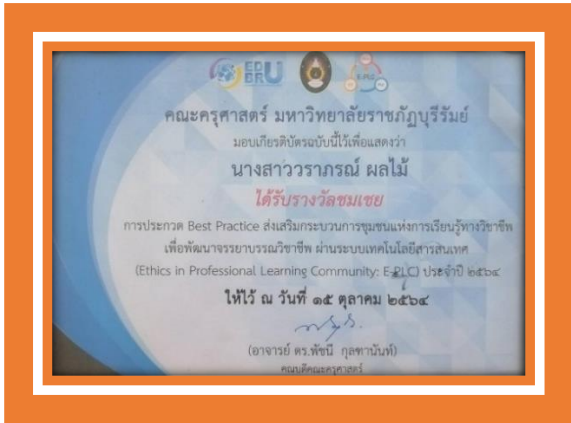 EDBRU
E-PLC
คณะครุศาสตร์ มหาวิทยาลัยราชภัฏบุรีรัมย์
มอบเกียรติบัตรฉบับนี้ไว้เพื่อแสดงว่า
นางสาววราภรณ์ ผลไม้
ได้รับรางวัลชมเชย
การประกวด Best Practice ส่งเสริมกระบวนการชุมชนแห่งการเรียนรู้ทางวิชาชีพ
เพื่อพัฒนาจรรยาบรรณวิชาชีพ ผ่านระบบเทคโนโลยีสารสนเทศ
(Ethics in Professional Learning Community: E-PLC) ประจำปี ๒๕๖๔
ให้ไว้ ณ วันที่ ๑๕ ตุลาคม ๒๕๖๔
(อาจารย์ ดร.พัชนี กุลฑานันท์)
คณบดีคณะครุศาสตร์